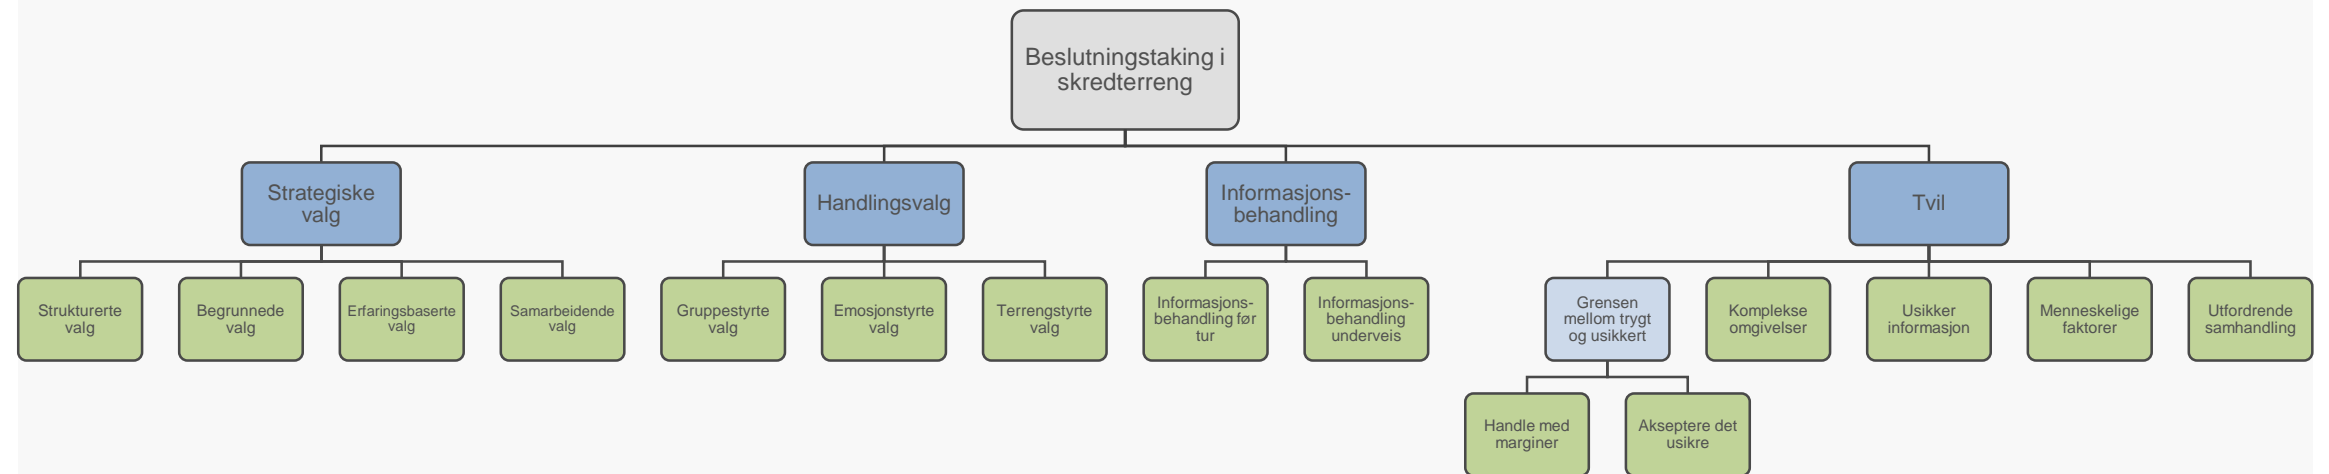 Beslutningstaking i
skredterreng
Strategiske
valg
Handlingsvalg
Informasjons-
behandling
Tvil
Strukturerte
valg
Begrunnede
valg
Erfaringsbaserte
valg
Samarbeidende
valg
Gruppestyrte
valg
Emosjonstyrte
valg
Terrengstyrte
valg
Informasjons-
behandling før
tur
Informasjons-
behandling
underveis
Grensen
mellom trygt
og usikkert
Komplekse
omgivelser
Usikker
informasjon
Menneskelige
faktorer
Utfordrende
samhandling
Handle med
marginer
Akseptere det
usikre